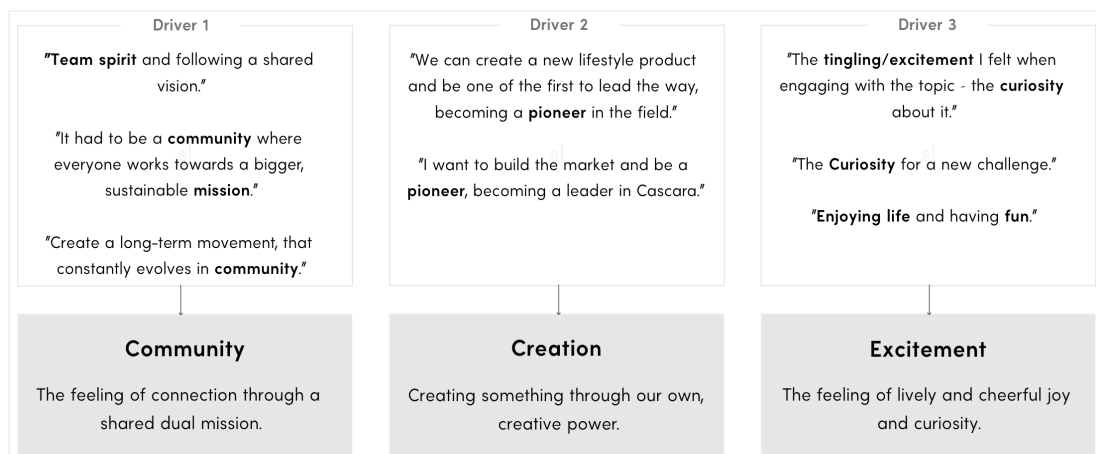 Driver 1
"Team spirit and following a shared
vision."
"It had to be a community where
everyone works towards a bigger,
sustainable mission."
"Create a long-term movement, that
constantly evolves in community."
Community
The feeling of connection through a
shared dual mission.
Driver 2
"We can create a new lifestyle product
and be one of the first to lead the way,
becoming a pioneer in the field."
"I want to build the market and be a
pioneer, becoming a leader in Cascara."
Creation
Creating something through our own,
creative power.
Driver 3
"The tingling/excitement I felt when
engaging with the topic - the curiosity
about it."
"The Curiosity for a new challenge."
"Enjoying life and having fun."
Excitement
The feeling of lively and cheerful joy
and curiosity.